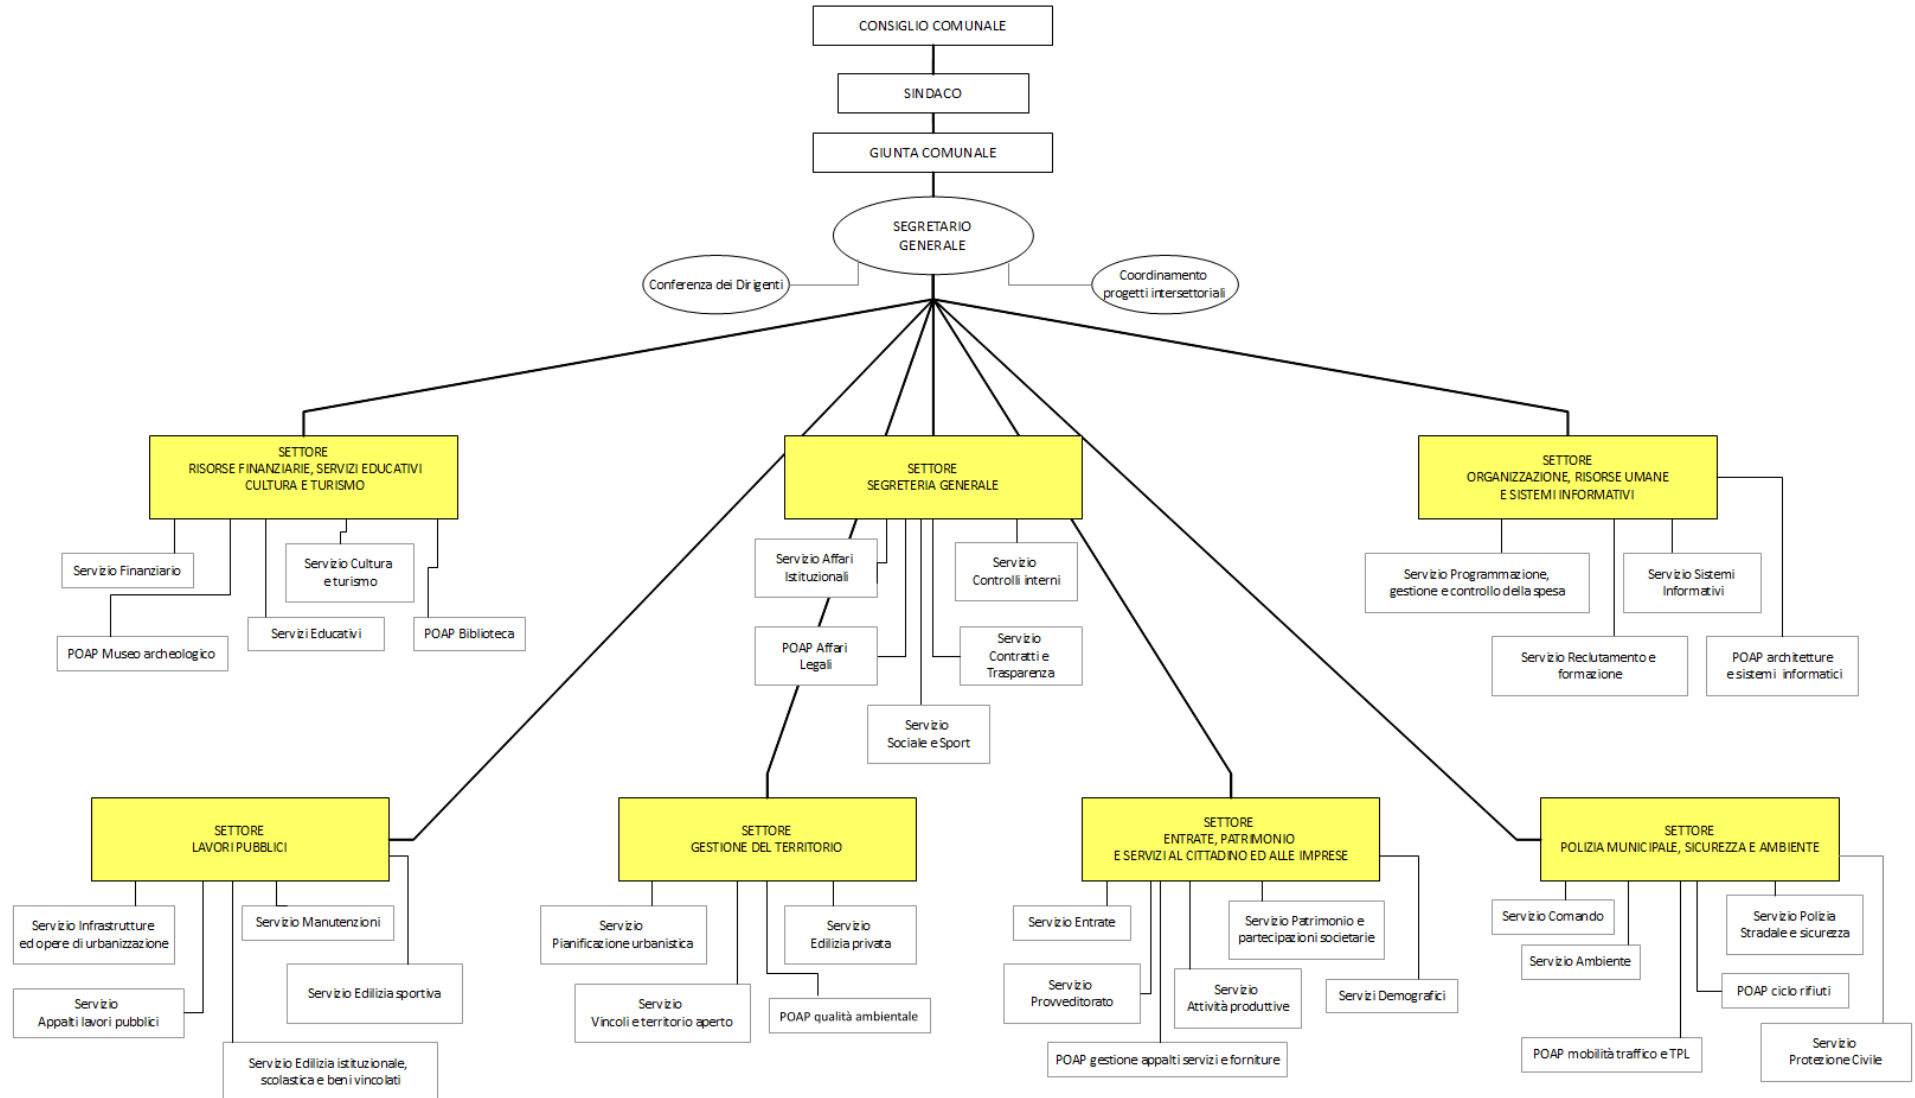 CONSIGLIO COMUNALE
SINDACO
GIUNTA COMUNALE
SEGRETARIO
GENERALE
Conferenza dei Dirigenti
Coordinamento
progetti intersettoriali
SETTORE
RISORSE FINANZIARIE, SERVIZI EDUCATIVI
CULTURA E TURISMO
SETTORE
SEGRETERIA GENERALE
SETTORE
ORGANIZZAZIONE, RISORSE UMANE
E SISTEMI INFORMATIVI
Servizio Finanziario
Servizio Cultura
e turismo
POAP Museo archeologico
Servizi Educativi
POAP Biblioteca
Servizio Affari
Istituzionali
Servizio
Controlli interni
POAP Affari
Legali
Servizio
Contratti e
Trasparenza
Servizio
Sociale e Sport
Servizio Programmazione,
gestione e controllo della spesa
Servizio Sistemi
Informativi
Servizio Reclutamento e
formazione
POAP architetture
e sistemi informatici
SETTORE
LAVORI PUBBLICI
SETTORE
GESTIONE DEL TERRITORIO
SETTORE
ENTRATE, PATRIMONIO
E SERVIZI AL CITTADINO ED ALLE IMPRESE
SETTORE
POLIZIA MUNICIPALE, SICUREZZA E AMBIENTE
Servizio Infrastrutture
ed opere di urbanizzazione
Servizio Manutenzioni
Servizio Edilizia sportiva
Servizio
Appalti lavori pubblici
Servizio Edilizia istituzionale,
scolastica e beni vincolati
Servizio
Pianificazione urbanistica
Servizio
Edilizia privata
Servizio
Vincoli e territorio aperto
POAP qualità ambientale
Servizio Entrate
Servizio Patrimonio e
partecipazioni societarie
Servizio
Provveditorato
Servizio
Attività produttive
Servizi Demografici
POAP gestione appalti servizi e forniture
Servizio Comando
Servizio Polizia
Stradale e sicurezza
Servizio Ambiente
POAP ciclo rifiuti
POAP mobilità traffico e TPL
Servizio
Protezione Civile